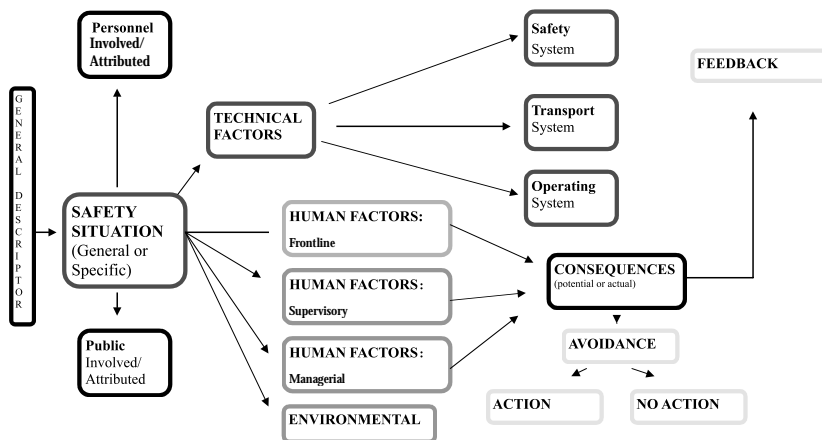 GENERAL DESCRIPTOR
Personnel
Involved/
Attributed
SAFETY
SITUATION
(General or
Specific)
Public
Involved/
Attributed
TECHNICAL
FACTORS
Safety
System
Transport
System
Operating
System
HUMAN FACTORS:
Frontline
HUMAN FACTORS:
Supervisory
HUMAN FACTORS:
Managerial
ENVIRONMENTAL
CONSEQUENCES
(potential or actual)
FEEDBACK
AVOIDANCE
ACTION
NO ACTION